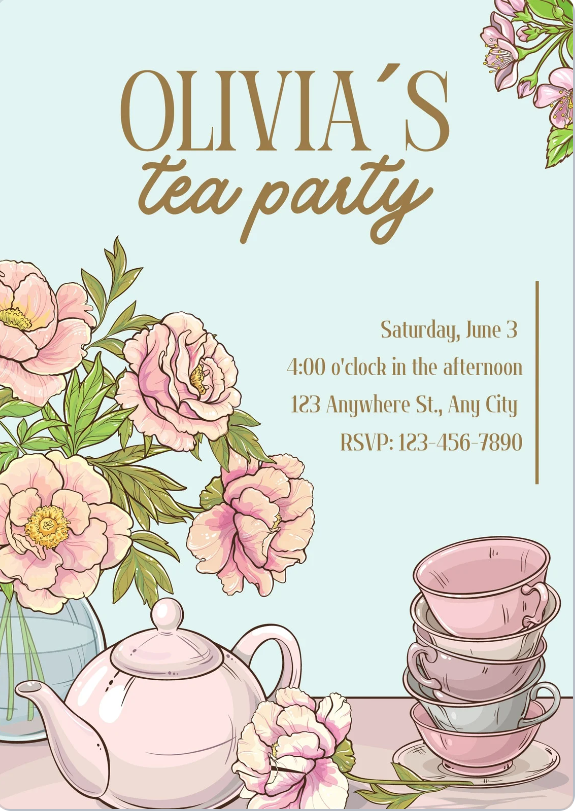 OLIVIA´S
tea party
Saturday, June 3
4:00 o'clock in the afternoon
123 Anywhere St., Any City
RSVP: 123-456-7890